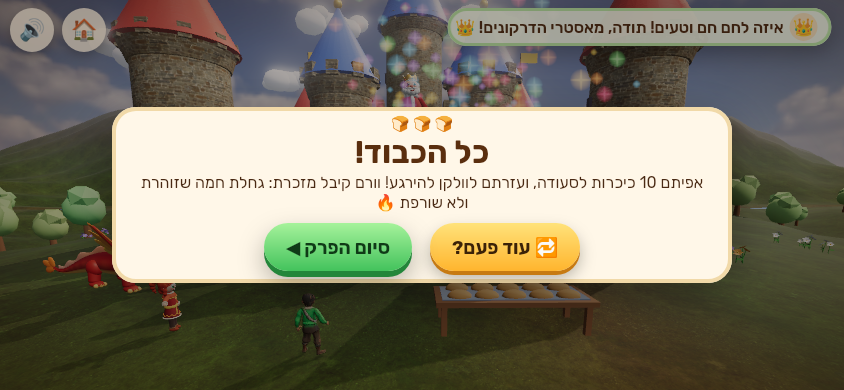 איזה לחם חם וטעים! תודה, מאסטרי הדרקונים!
כל הכבוד!
אפיתם 10 כיכרות לסעודה, ועזרתם לוולקן להירגע! וורם קיבל מזכרת: גחלת חמה שזוהרת
ולא שורפת 🔥
🔁 עוד פעם?
סיום הפרק ◀